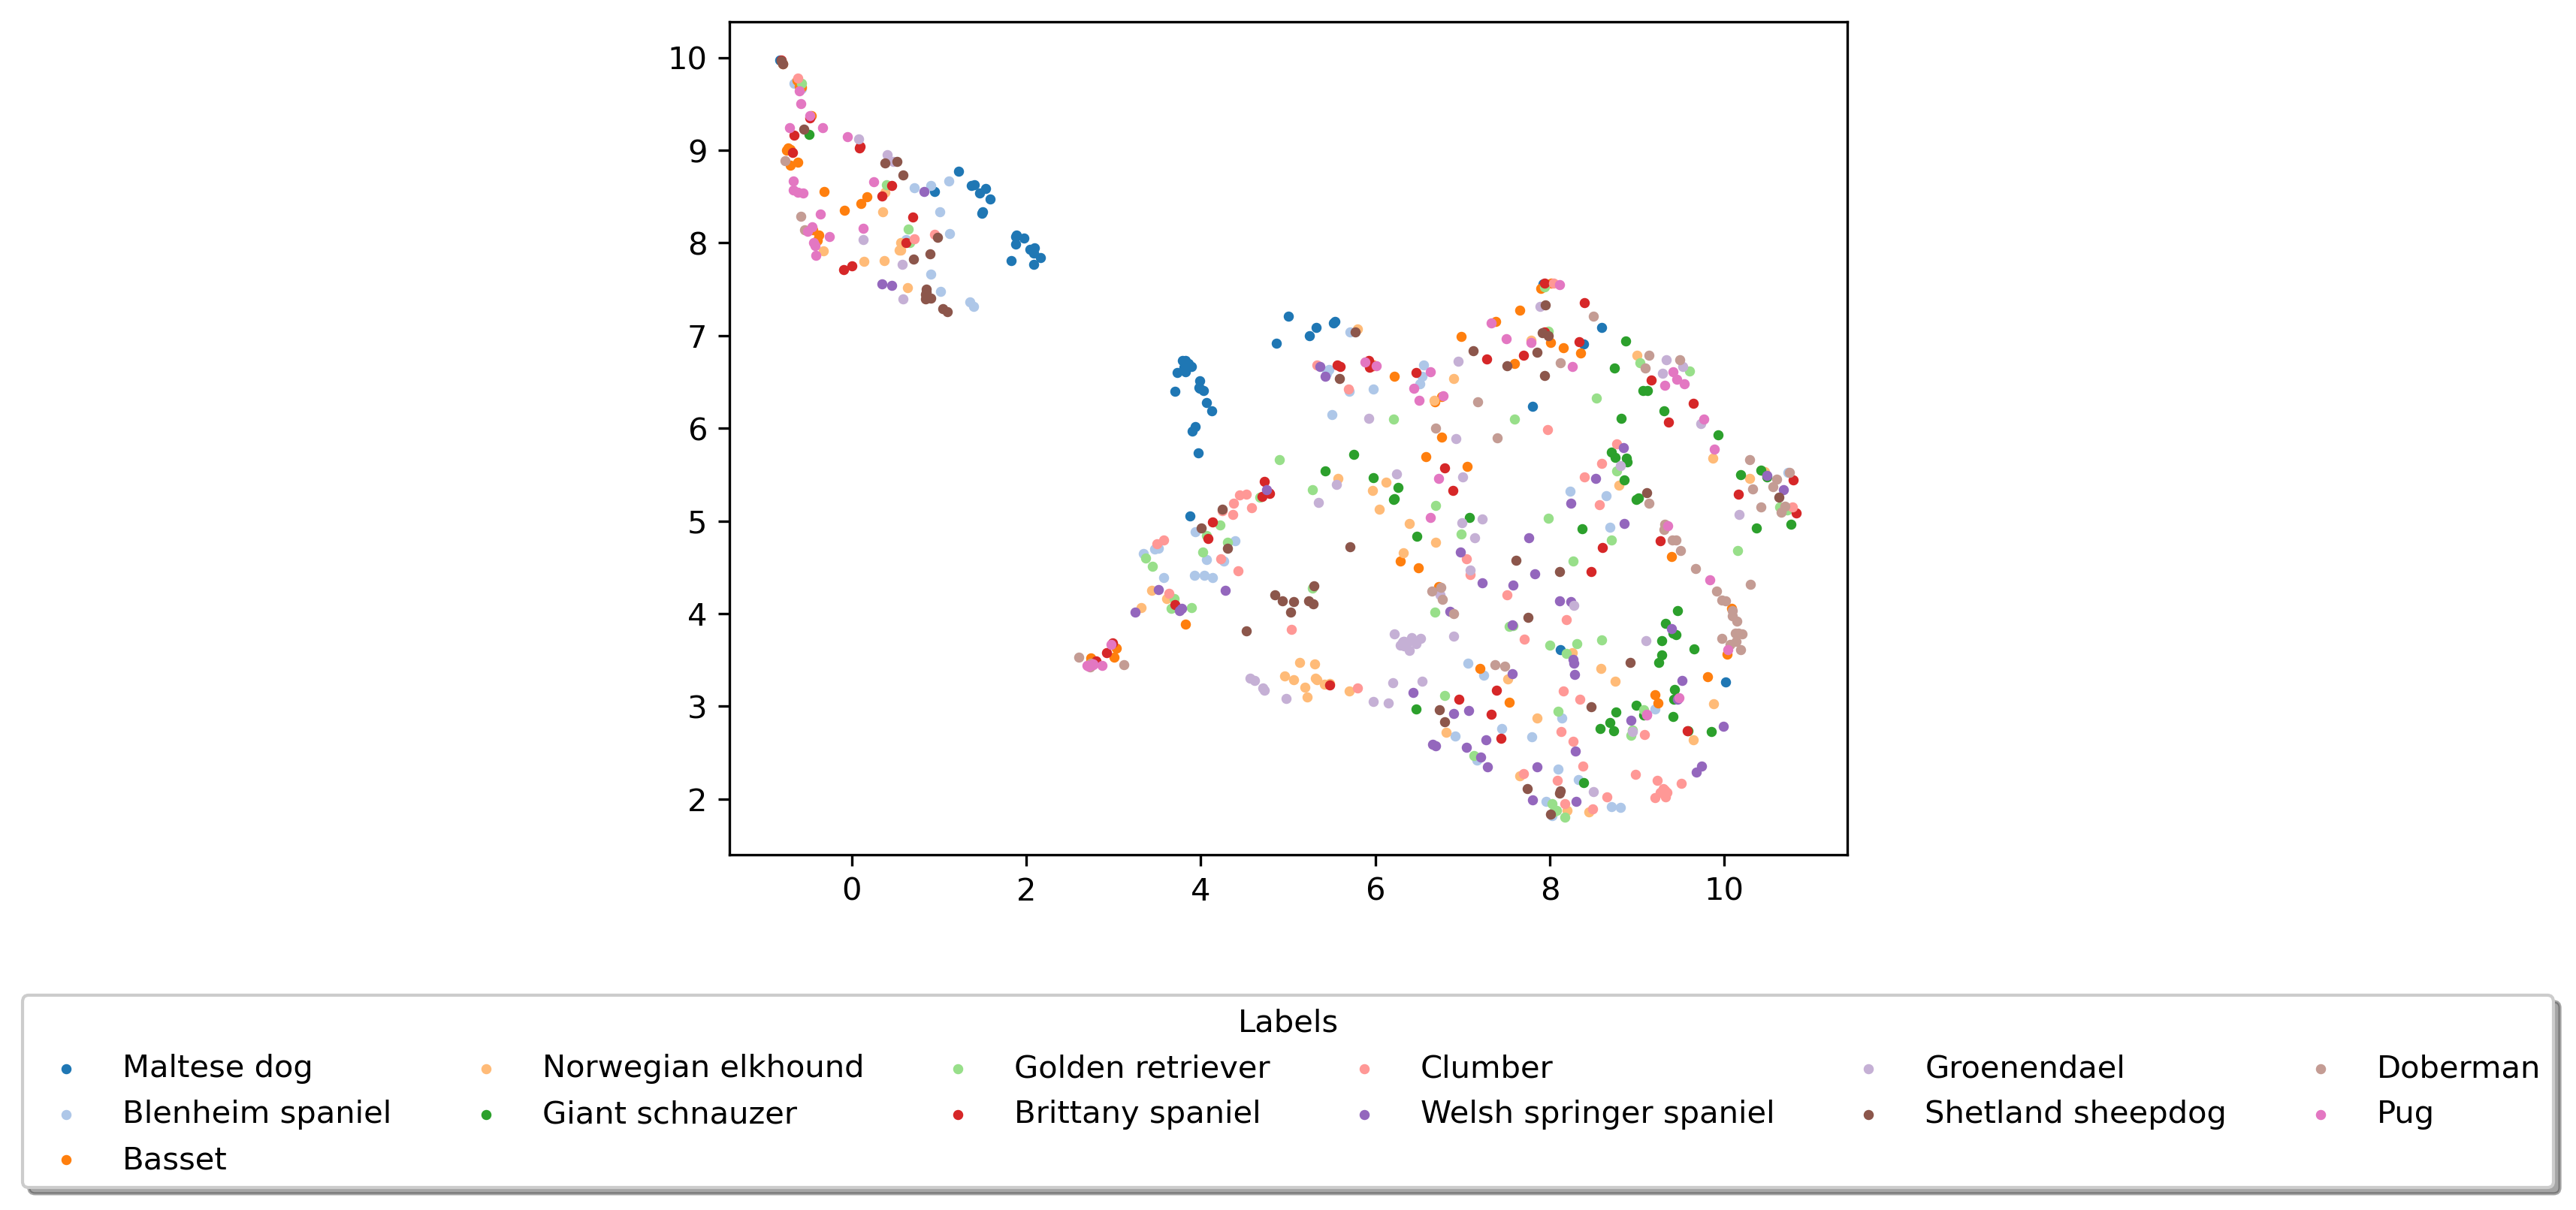 10
9
8
7
6
5
4
3
2
0 2 4 6 8 10
Labels
Maltese dog Norwegian elkhound Golden retriever Clumber Groenendael Doberman
Blenheim spaniel Giant schnauzer Brittany spaniel Welsh springer spaniel Shetland sheepdog Pug
Basset